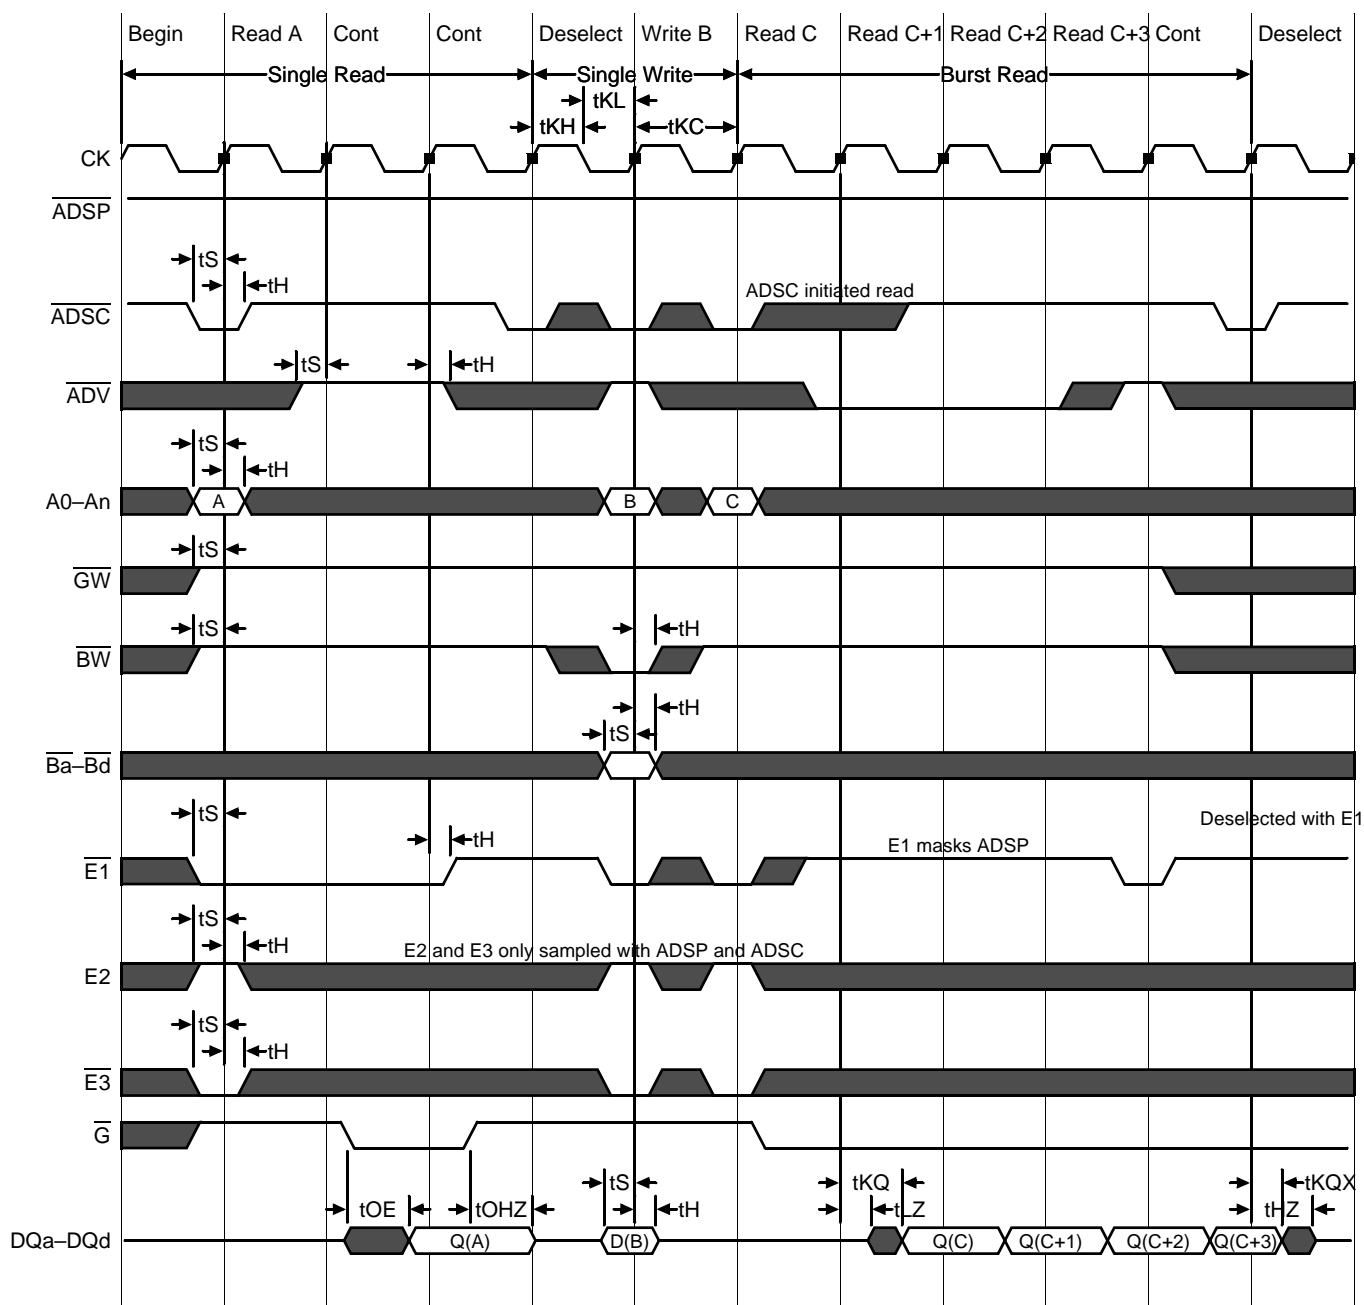 Begin Read A Cont Cont Deselect Write B Read C Read C+1 Read C+2 Read C+3 Cont Deselect
Single Read Single Write Burst Read
tKL
tKH tKC
CK
ADSP
tS
tH
ADSC initiated read
ADSC
tS tH
ADV
tS
tH
A0–An A B C
tS
GW
tS tH
BW
tH
tS
Ba–Bd
tS
Deselected with E1
tH
E1 masks ADSP
E1
tS
tH
E2 and E3 only sampled with ADSP and ADSC
E2
tS
tH
E3
G
tS tKQ tKQX
tOE tOHZ tH tLZ tHZ
DQa–DQd Q(A) D(B) Q(C) Q(C+1) Q(C+2) Q(C+3)